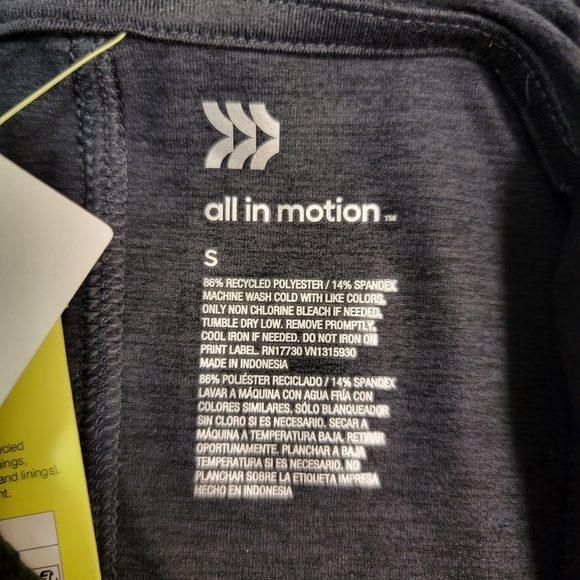 all in motion™
S
86% RECYCLED POLYESTER / 14% SPANDEX
MACHINE WASH COLD WITH LIKE COLORS,
ONLY NON CHLORINE BLEACH IF NEEDED,
TUMBLE DRY LOW. REMOVE PROMPTLY,
COOL IRON IF NEEDED. DO NOT IRON ON
PRINT LABEL. RN17730 VN1315930
MADE IN INDONESIA
86% POLIÉSTER RECICLADO / 14% SPANDEX
LAVAR A MÁQUINA CON AGUA FRÍA CON
COLORES SIMILARES. SÓLO BLANQUEADOR
SIN CLORO SI ES NECESARIO. SECAR A
MÁQUINA A TEMPERATURA BAJA. RETIRAR
OPORTUNAMENTE. PLANCHAR A BAJA
TEMPERATURA SI ES NECESARIO. NO
PLANCHAR SOBRE LA ETIQUETA IMPRESA
HECHO EN INDONESIA
and linings).